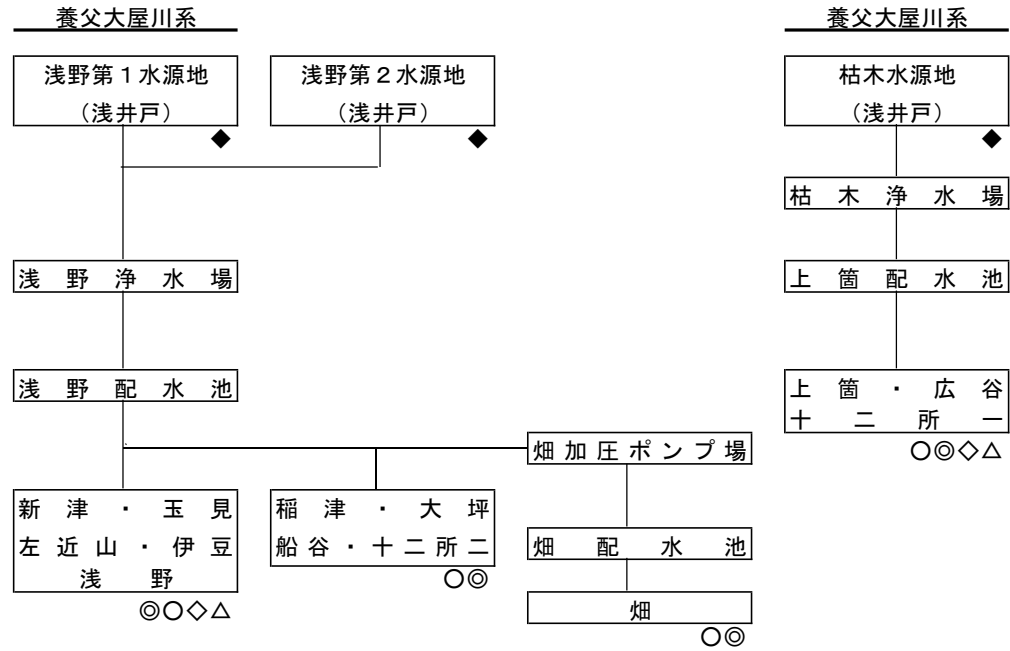 養父大屋川系
浅野第１水源地
（浅井戸）
◆
浅野第２水源地
（浅井戸）
◆
浅野浄水場
浅野配水池
新津・玉見
左近山・伊豆
浅野
◎○◇△
稲津・大坪
船谷・十二所二
○◎
畑加圧ポンプ場
畑配水池
畑
○◎
養父大屋川系
枯木水源地
（浅井戸）
◆
枯木浄水場
上箇配水池
上箇・広谷
十二所一
○◎◇△